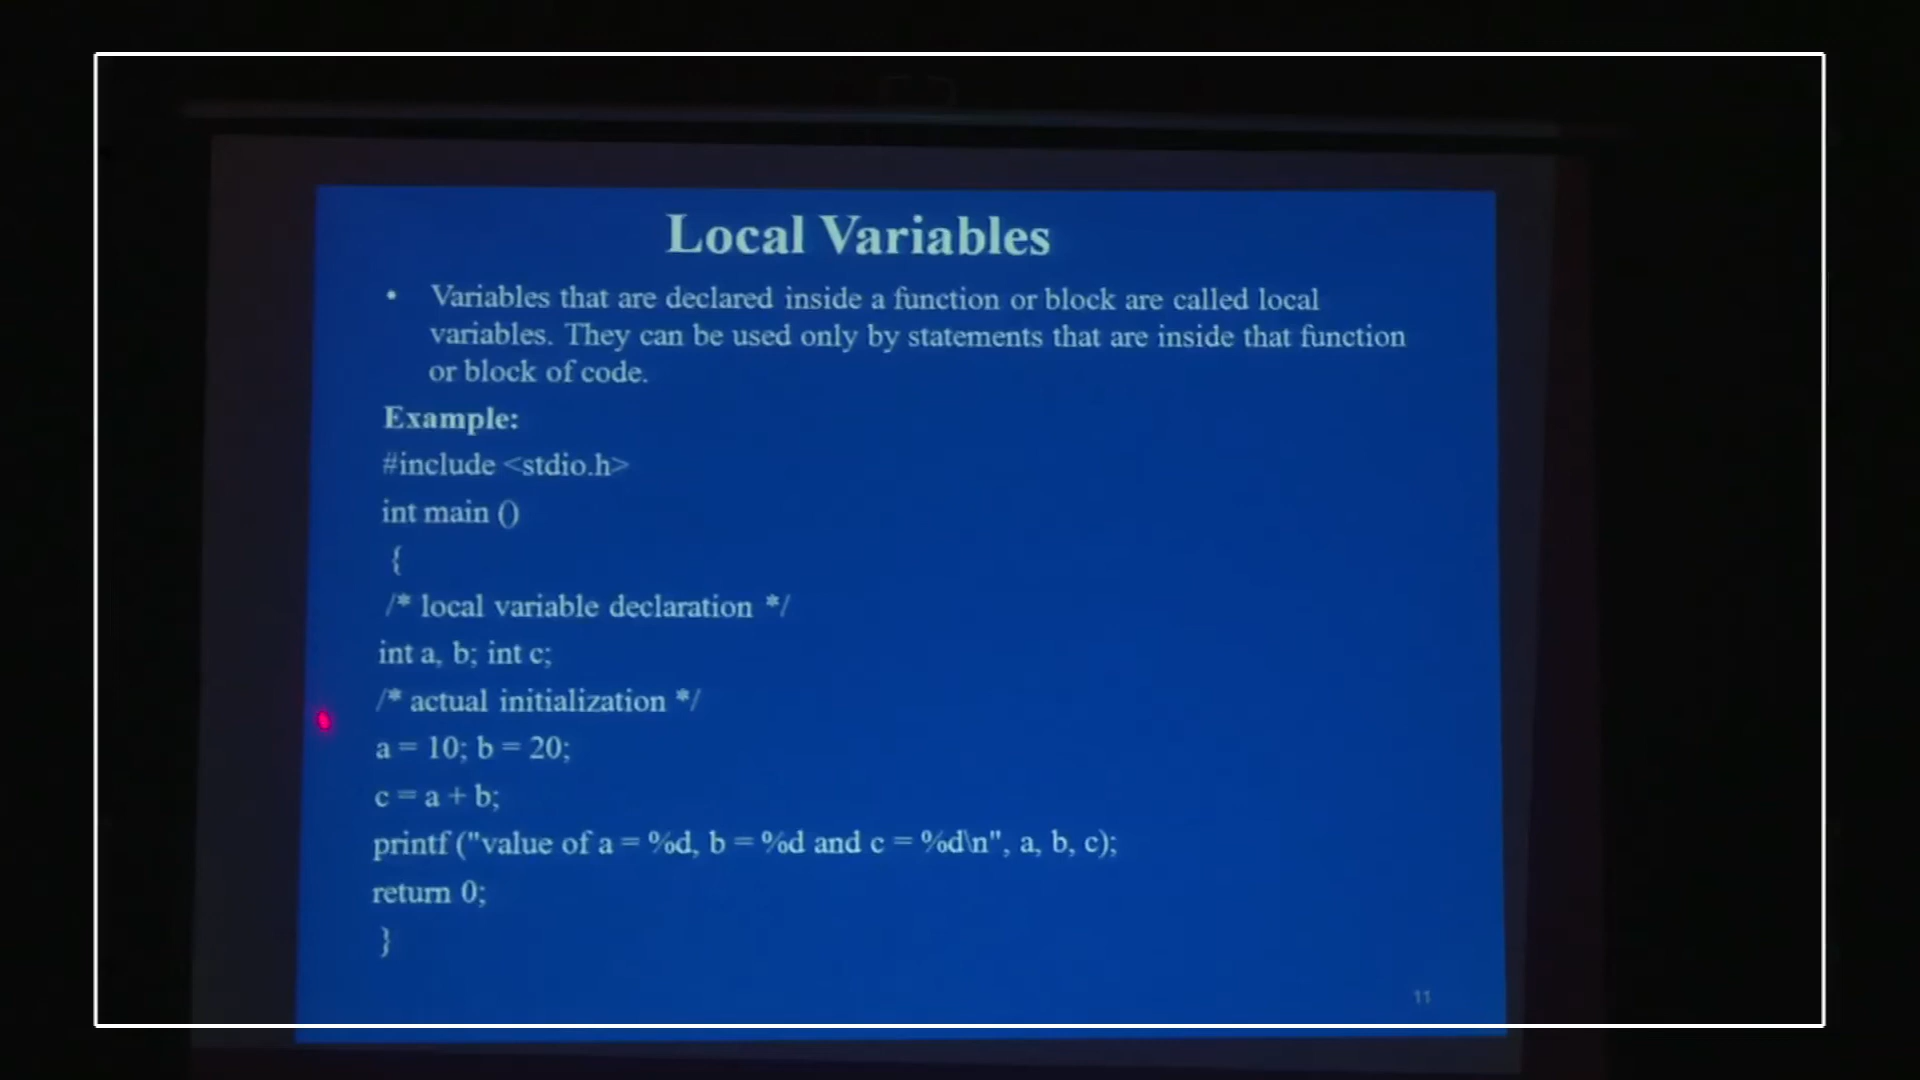 Local Variables
• Variables that are declared inside a function or block are called local
variables. They can be used only by statements that are inside that function
or block of code.
Example:
#include <stdio.h>
int main ()
{
/* local variable declaration */
int a, b; int c;
/* actual initialization */
a = 10; b = 20;
c = a + b;
printf ("value of a = %d, b = %d and c = %d\n", a, b, c);
return 0;
}
11